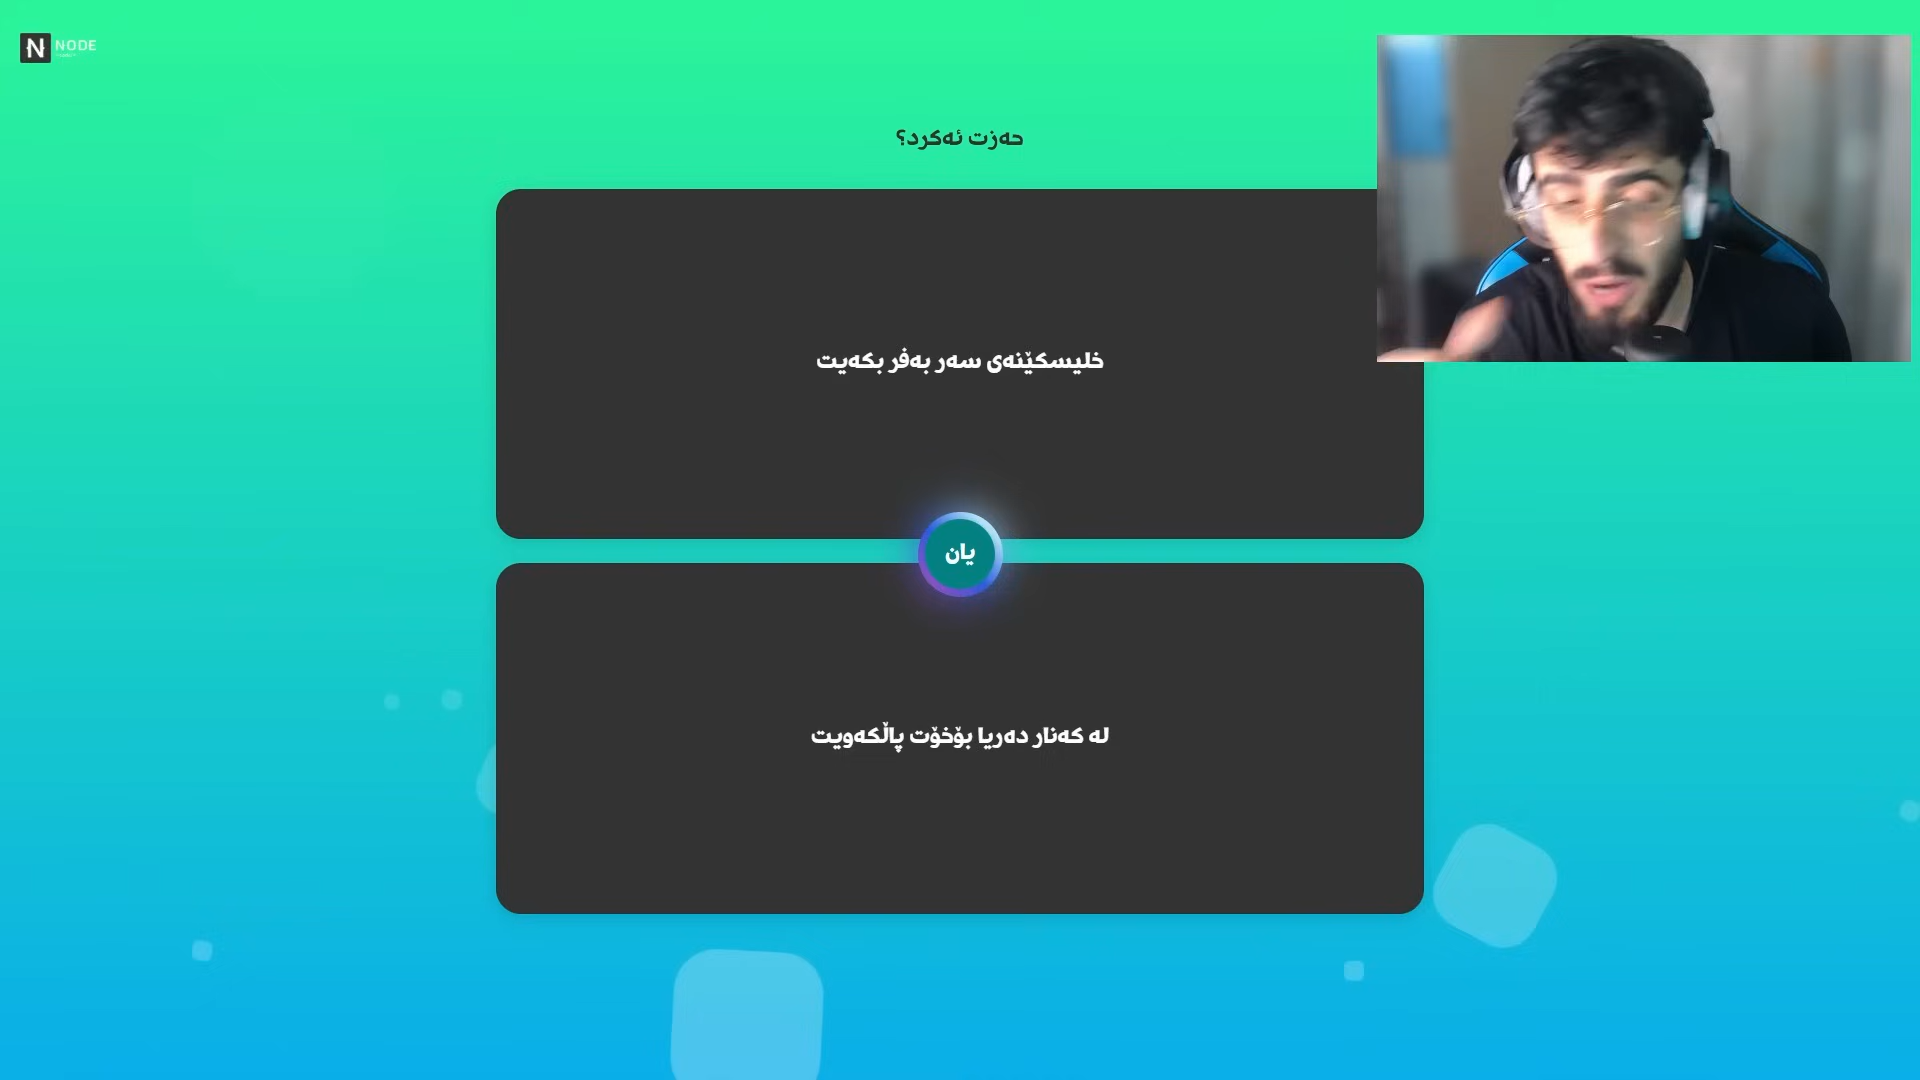 NODE
حەزت ئەکرد؟
خلیسکێنەی سەر بەفر بکەیت
یان
لە کەنار دەریا بۆخۆت پاڵکەویت